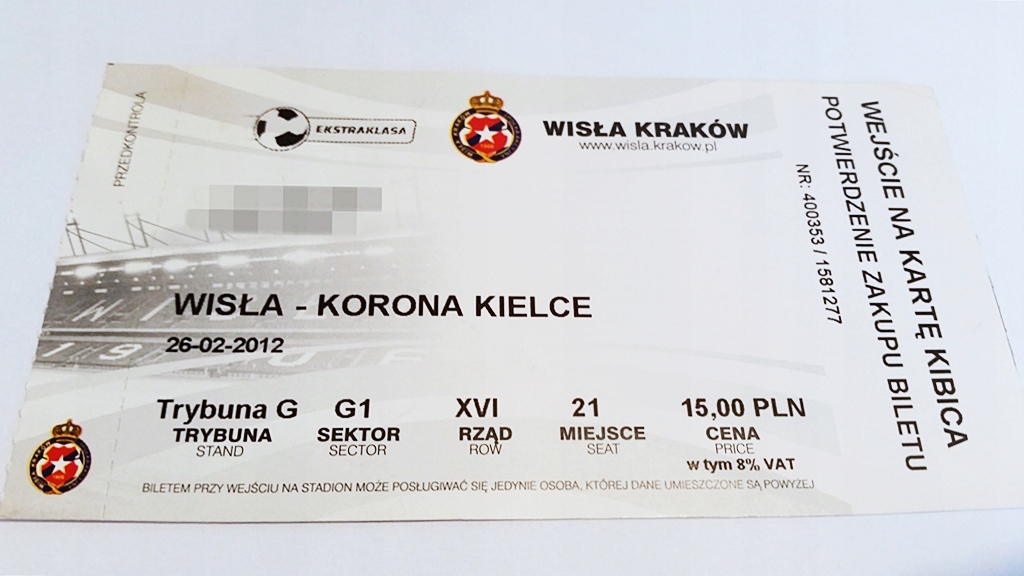 PRZEDKONTROLA
EKSTRAKLASA
WISŁA KRAKÓW
www.wisla.krakow.pl
WISŁA - KORONA KIELCE
26-02-2012
Trybuna G G1 XVI 21 15,00 PLN
TRYBUNA SEKTOR RZĄD MIEJSCE CENA
STAND SECTOR ROW SEAT PRICE
w tym 8% VAT
BILETEM PRZY WEJŚCIU NA STADION MOŻE POSŁUGIWAĆ SIĘ JEDYNIE OSOBA, KTÓREJ DANE UMIESZCZONE SĄ POWYŻEJ
WEJŚCIE NA KARTĘ KIBICA
POTWIERDZENIE ZAKUPU BILETU
NR: 400353 / 1581277